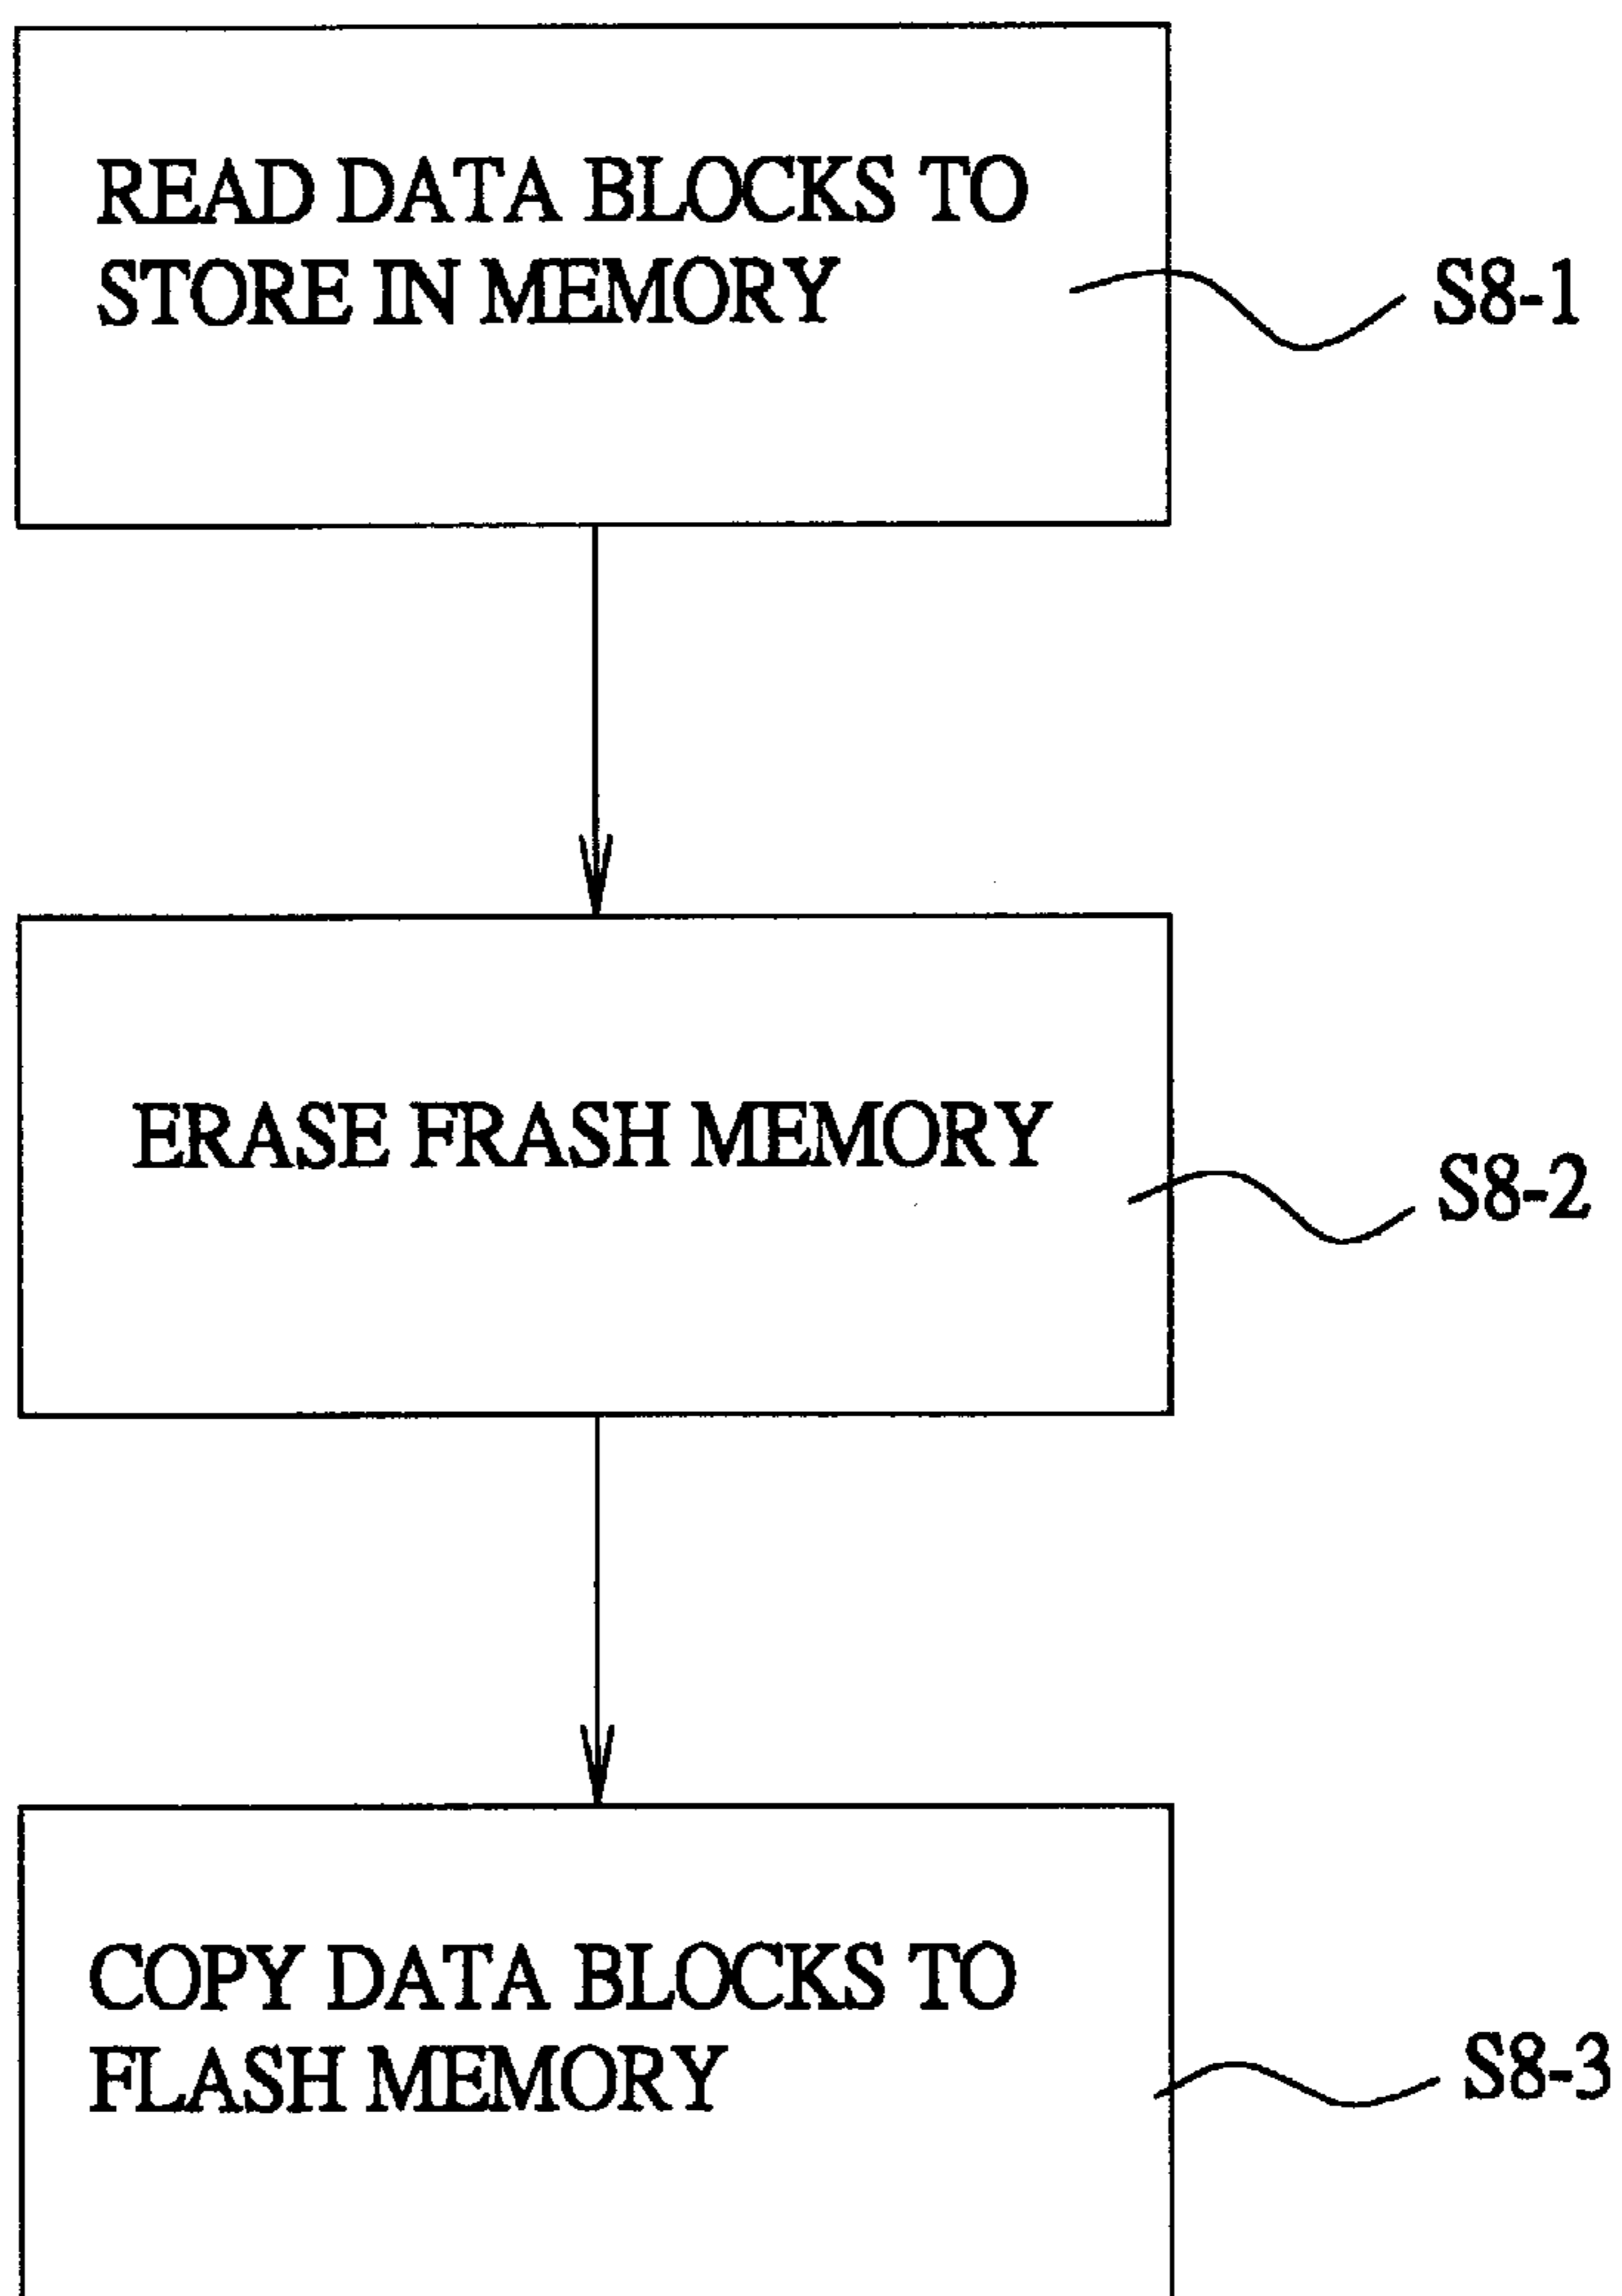 READ DATA BLOCKS TO
STORE IN MEMORY
S8-1
ERASE FRASH MEMORY
S8-2
COPY DATA BLOCKS TO
FLASH MEMORY
S8-3